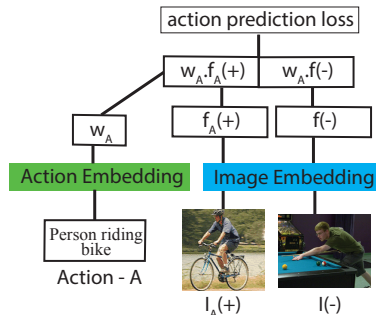 action prediction loss
w_A.f_A(+) w_A.f(-)
w_A f_A(+) f(-)
Action Embedding Image Embedding
Person riding
bike
Action - A I_A(+) I(-)